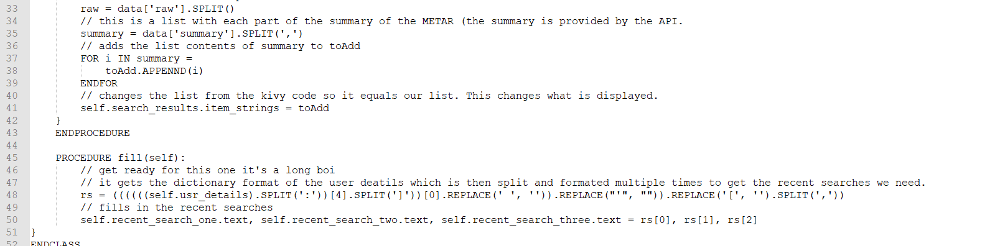 33 raw = data['raw'].SPLIT()
34 // this is a list with each part of the summary of the METAR (the summary is provided by the API.
35 summary = data['summary'].SPLIT(',')
36 // adds the list contents of summary to toAdd
37 FOR i IN summary =
38 toAdd.APPENND(i)
39 ENDFOR
40 // changes the list from the kivy code so it equals our list. This changes what is displayed.
41 self.search_results.item_strings = toAdd
42 }
43 ENDPROCEDURE
44
45 PROCEDURE fill(self):
46 // get ready for this one it's a long boi
47 // it gets the dictionary format of the user deatils which is then split and formated multiple times to get the recent searches we need.
48 rs = ((((((self.usr_details).SPLIT(':'))[4].SPLIT(']'))[0].REPLACE(' ', '')).REPLACE("'", "")).REPLACE('[', '').SPLIT(','))
49 // fills in the recent searches
50 self.recent_search_one.text, self.recent_search_two.text, self.recent_search_three.text = rs[0], rs[1], rs[2]
51 }
52 ENDCLASS